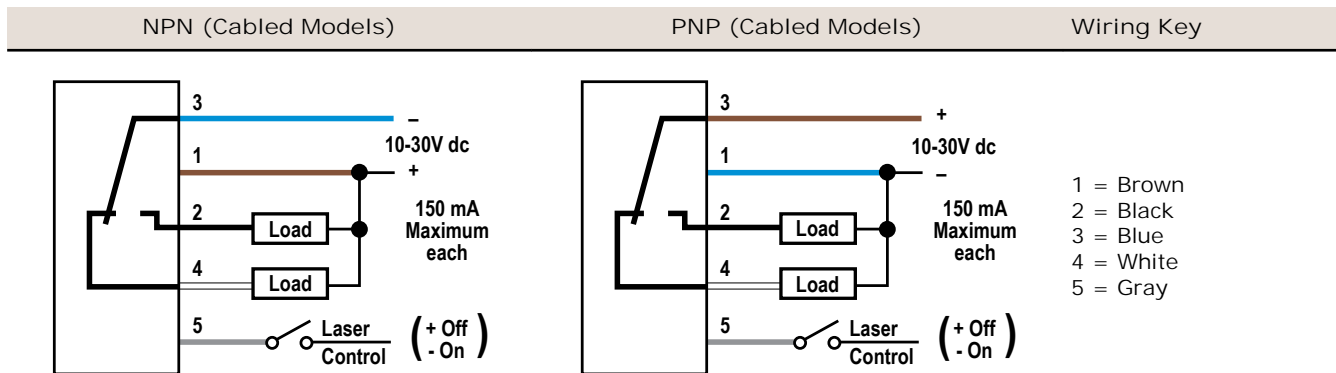 NPN (Cabled Models)
PNP (Cabled Models)
Wiring Key
3
–
10-30V dc
1
+
2
Load
150 mA
Maximum
each
4
Load
5
Laser
Control
( + Off
- On )
3
+
10-30V dc
1
–
2
Load
150 mA
Maximum
each
4
Load
5
Laser
Control
( + Off
- On )
1 = Brown
2 = Black
3 = Blue
4 = White
5 = Gray